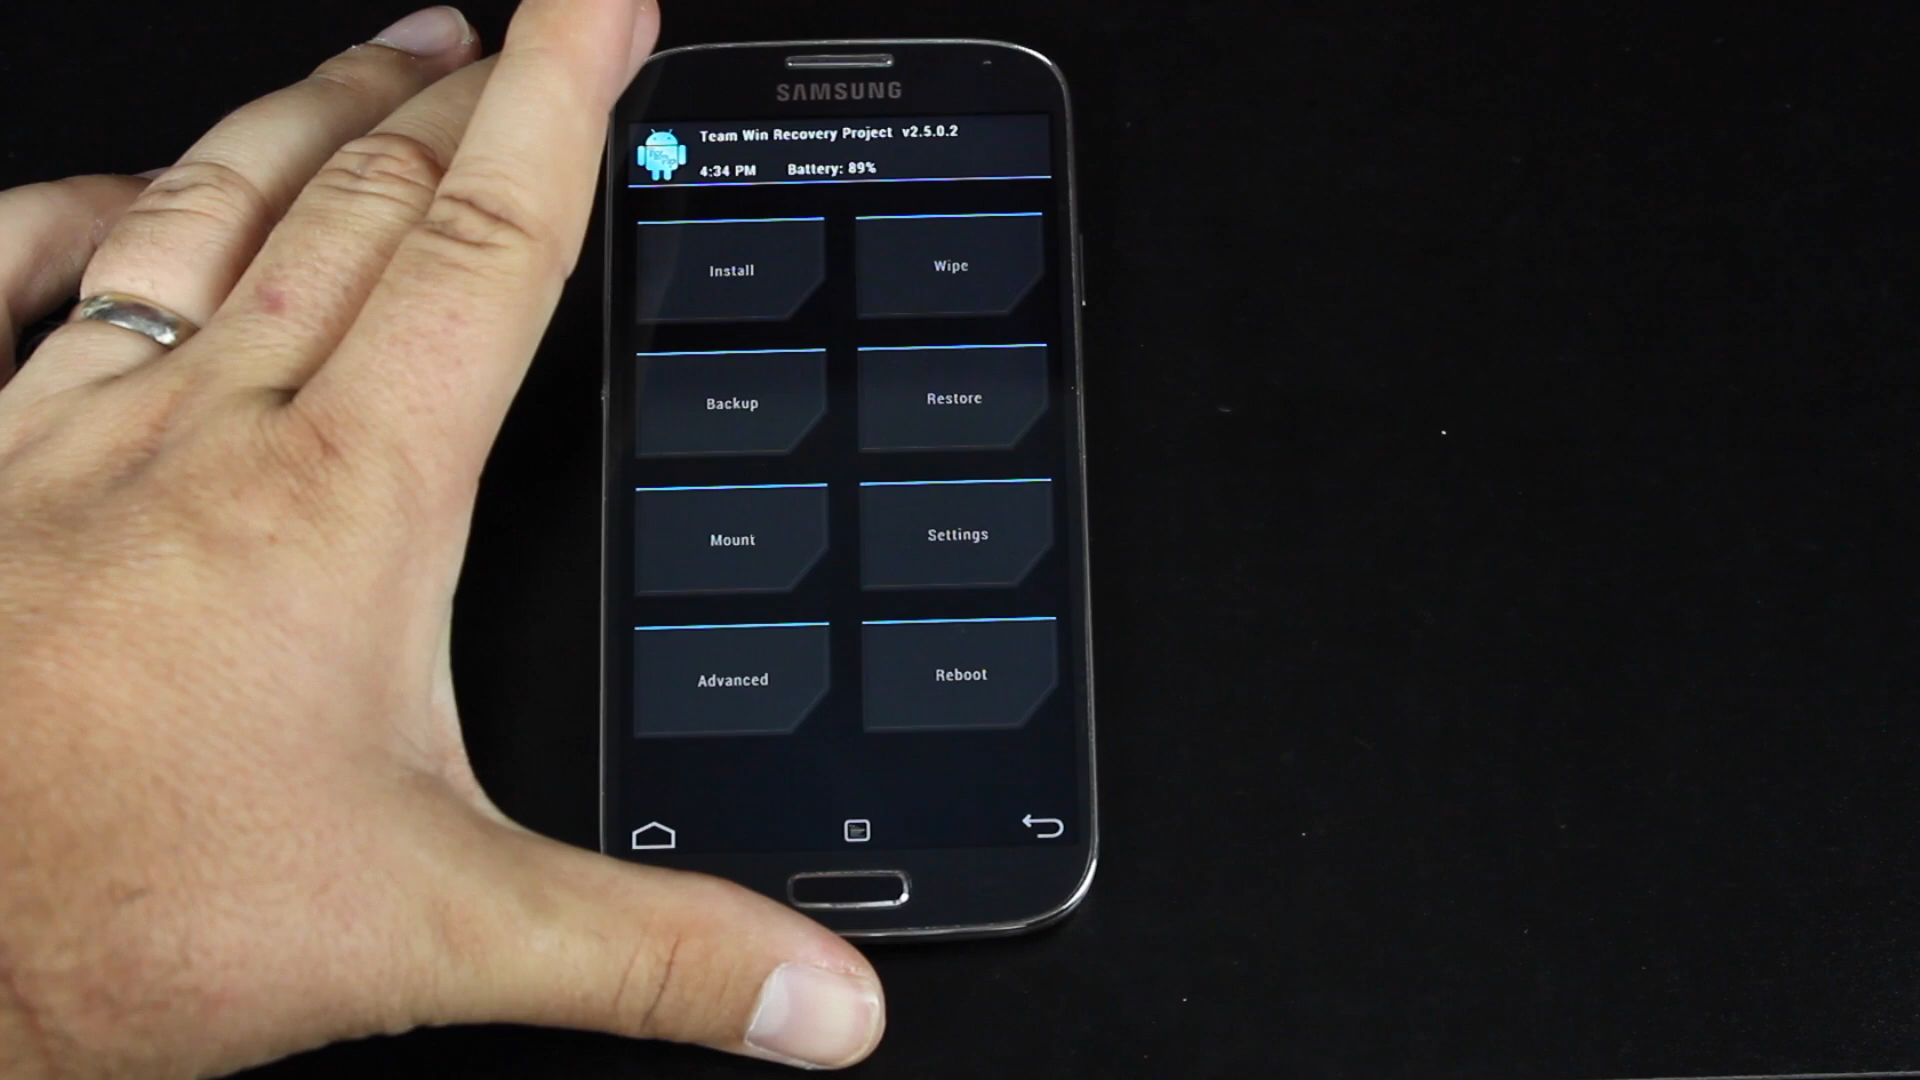 SAMSUNG
Team Win Recovery Project v2.5.0.2
4:34 PM Battery: 89%
Install
Wipe
Backup
Restore
Mount
Settings
Advanced
Reboot